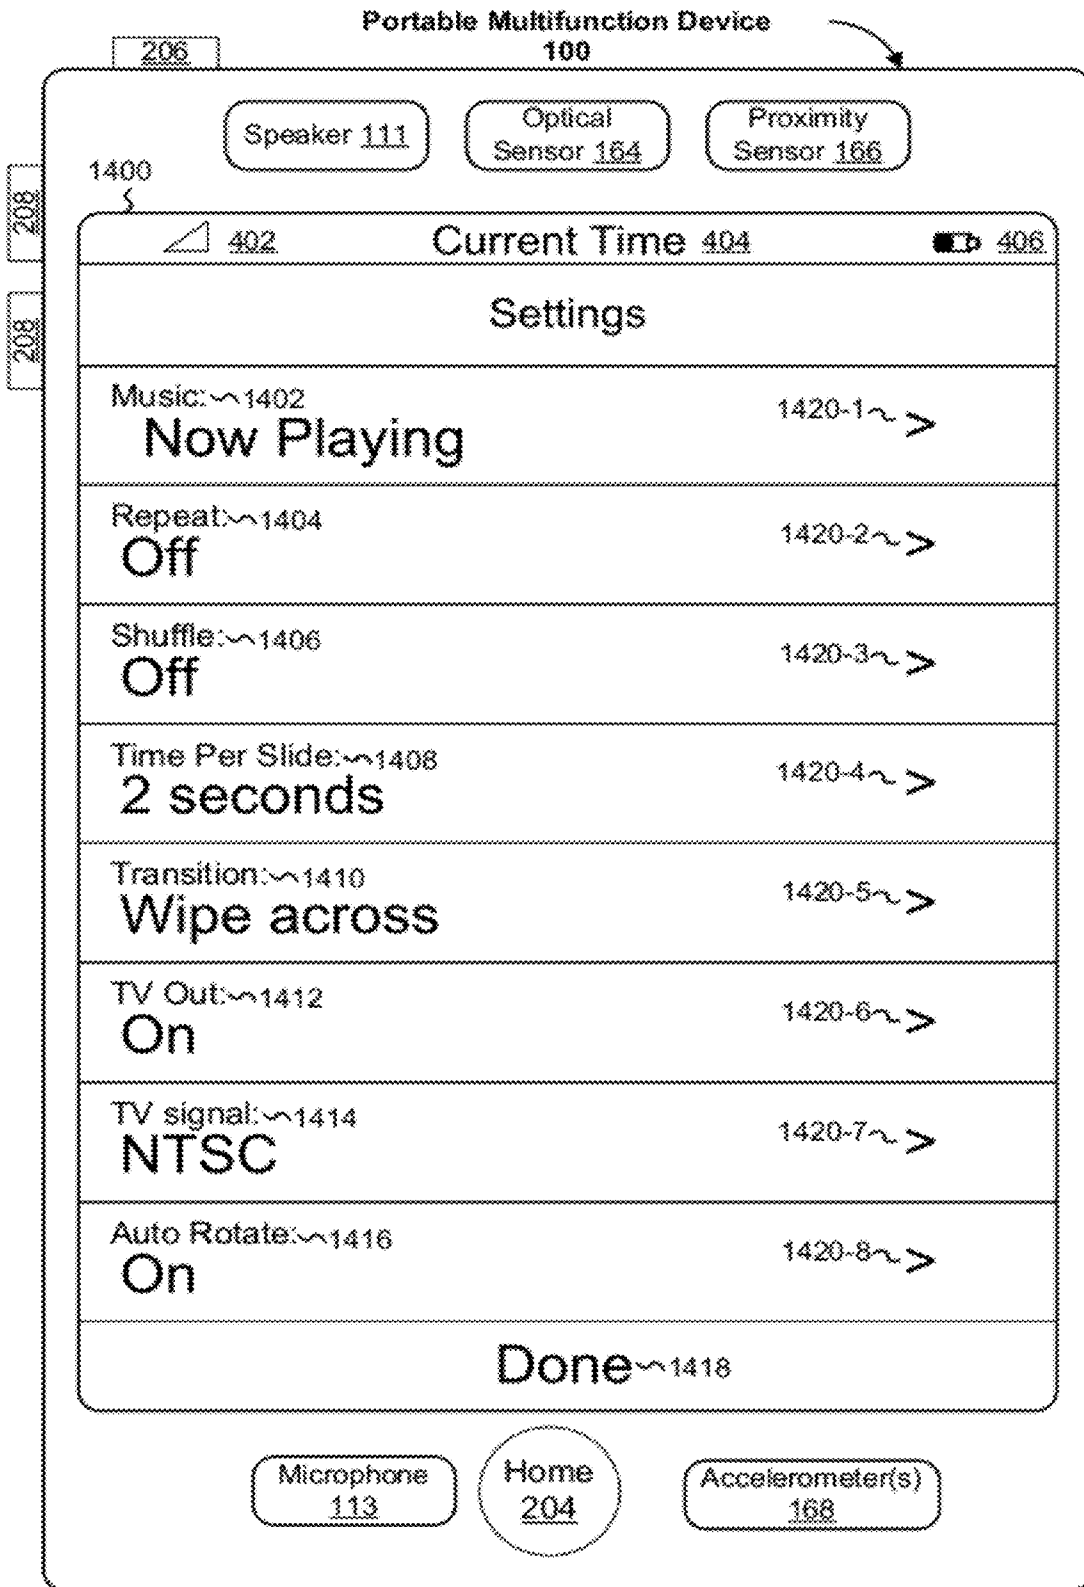 Portable Multifunction Device
100
206
Speaker 111
Optical
Sensor 164
Proximity
Sensor 166
1400
208
208
402
Current Time 404
406
Settings
Music: 1402
Now Playing
1420-1 >
Repeat: 1404
Off
1420-2 >
Shuffle: 1406
Off
1420-3 >
Time Per Slide: 1408
2 seconds
1420-4 >
Transition: 1410
Wipe across
1420-5 >
TV Out: 1412
On
1420-6 >
TV signal: 1414
NTSC
1420-7 >
Auto Rotate: 1416
On
1420-8 >
Done 1418
Microphone
113
Home
204
Accelerometer(s)
168